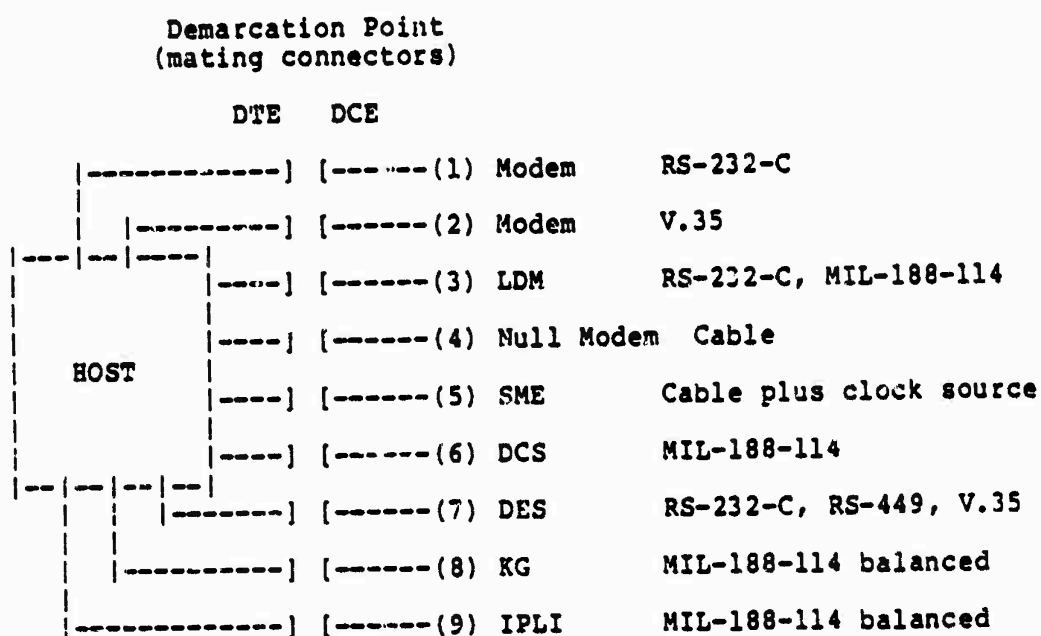 Demarcation Point
(mating connectors)
DTE DCE
|------------] [------(1) Modem RS-232-C
|---------] [------(2) Modem V.35
|----] [------(3) LDM RS-232-C, MIL-188-114
|----] [------(4) Null Modem Cable
HOST
|----] [------(5) SME Cable plus clock source
|----] [------(6) DCS MIL-188-114
|-------] [------(7) DES RS-232-C, RS-449, V.35
|----------] [------(8) KG MIL-188-114 balanced
|-------------] [------(9) IPLI MIL-188-114 balanced